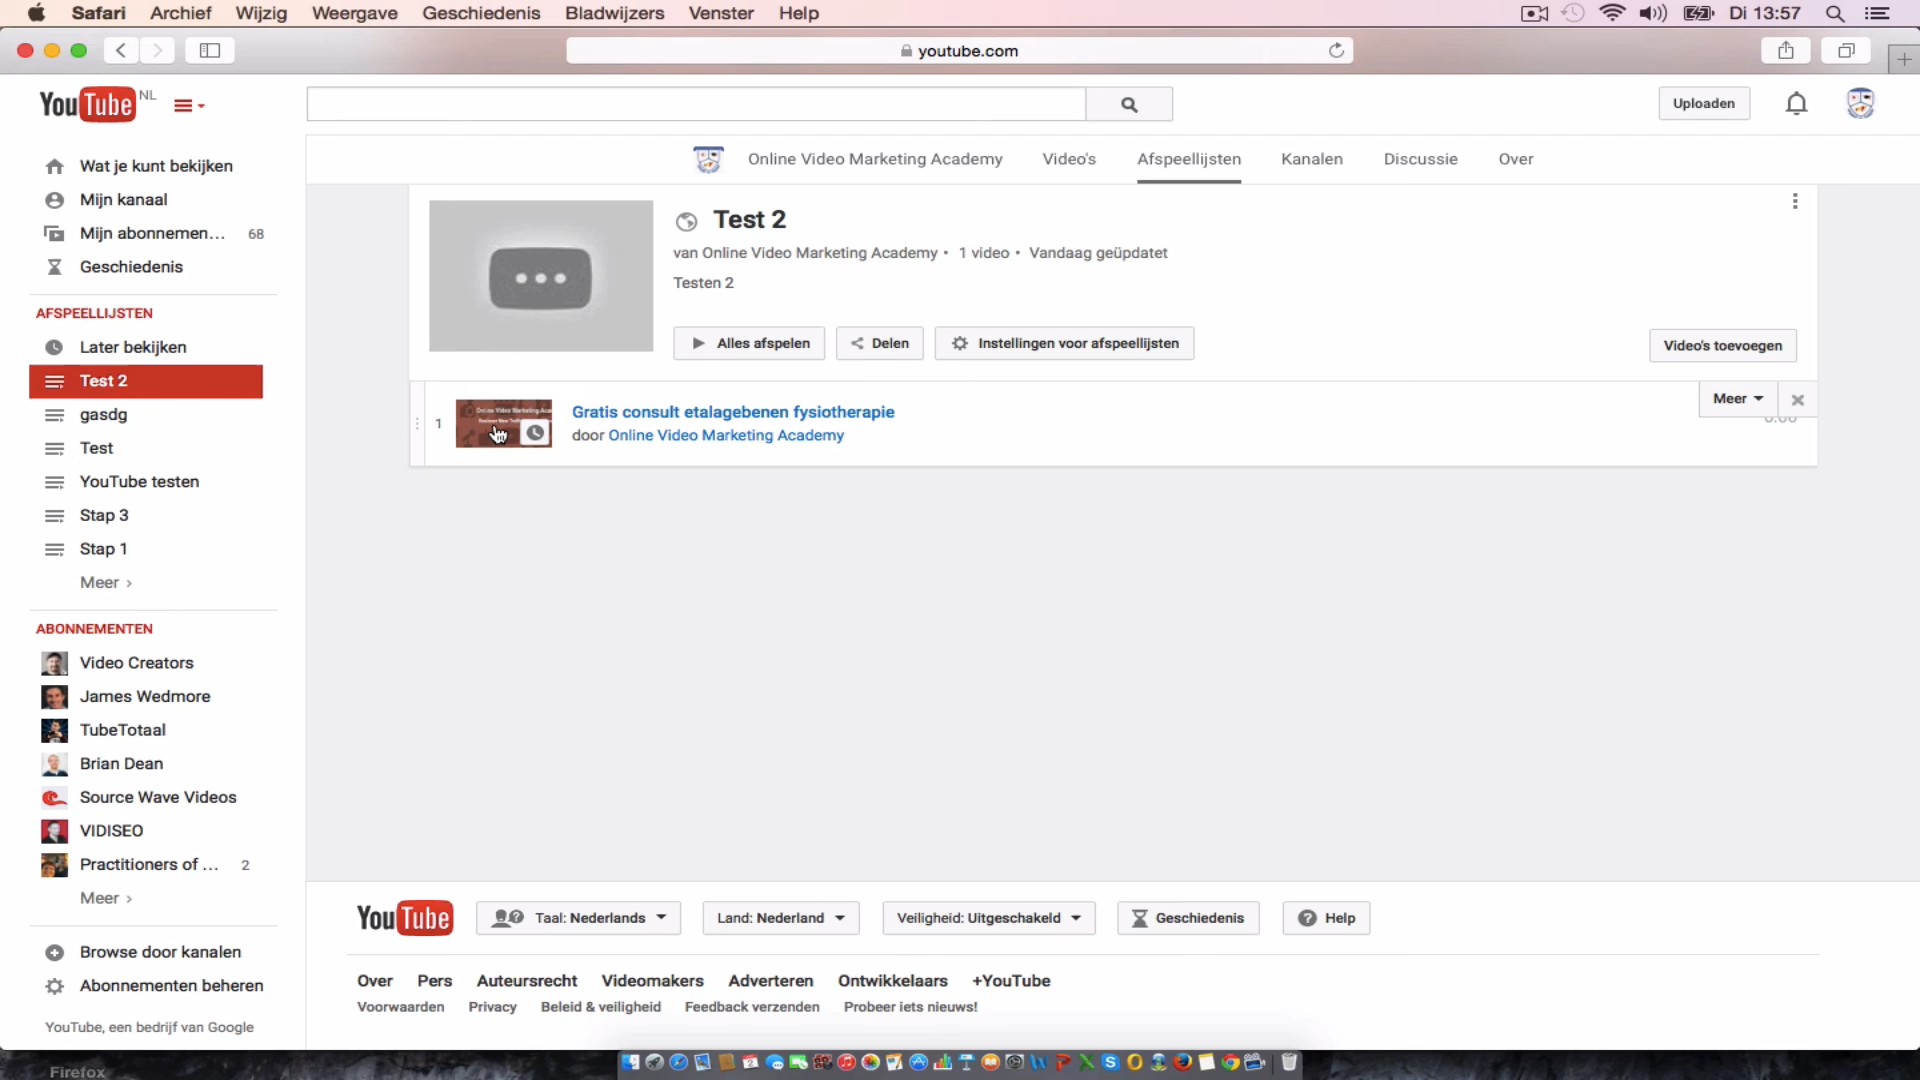 Safari Archief Wijzig Weergave Geschiedenis Bladwijzers Venster Help Di 13:57
youtube.com
YouTube NL
Uploaden
Wat je kunt bekijken
Mijn kanaal
Mijn abonnemen... 68
Geschiedenis
AFSPEELLIJSTEN
Later bekijken
Test 2
gasdg
Test
YouTube testen
Stap 3
Stap 1
Meer ›
ABONNEMENTEN
Video Creators
James Wedmore
TubeTotaal
Brian Dean
Source Wave Videos
VIDISEO
Practitioners of ... 2
Meer ›
Browse door kanalen
Abonnementen beheren
YouTube, een bedrijf van Google
Online Video Marketing Academy Video's Afspeellijsten Kanalen Discussie Over
Test 2
van Online Video Marketing Academy • 1 video • Vandaag geüpdatet
Testen 2
Alles afspelen Delen Instellingen voor afspeellijsten Video's toevoegen
1
Online Video Marketing Aca
Gratis consult etalagebenen fysiotherapie
door Online Video Marketing Academy
Meer
YouTube Taal: Nederlands Land: Nederland Veiligheid: Uitgeschakeld Geschiedenis Help
Over Pers Auteursrecht Videomakers Adverteren Ontwikkelaars +YouTube
Voorwaarden Privacy Beleid & veiligheid Feedback verzenden Probeer iets nieuws!
Firefox